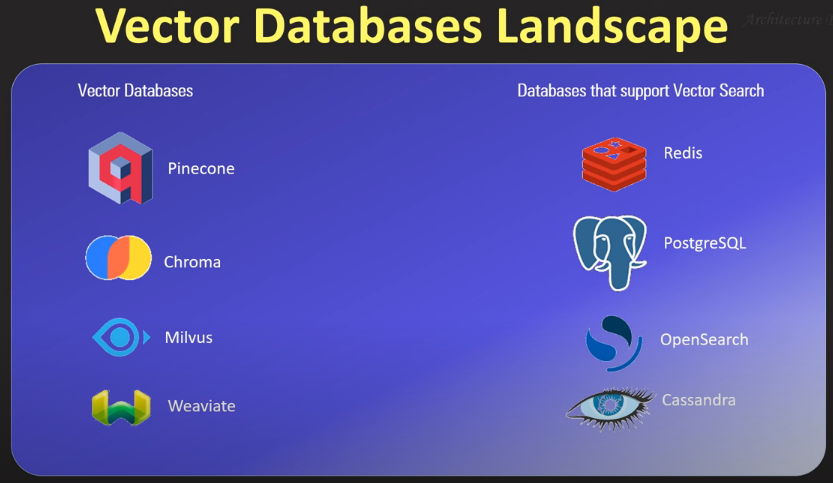 Vector Databases Landscape
Architecture
Vector Databases
Pinecone
Chroma
Milvus
Weaviate
Databases that support Vector Search
Redis
PostgreSQL
OpenSearch
Cassandra